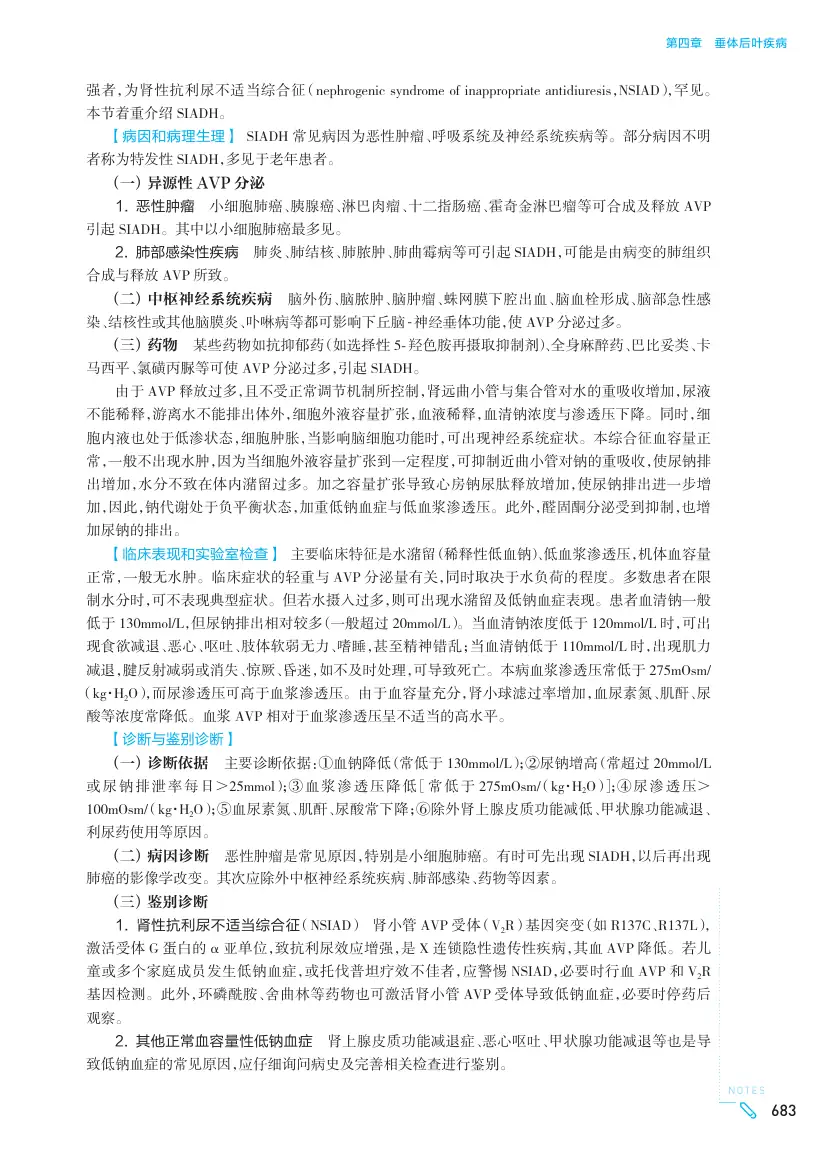 第四章 垂体后叶疾病
强者,为肾性抗利尿不适当综合征(nephrogenic syndrome of inappropriate antidiuresis,NSIAD),罕见。
本节着重介绍 SIADH。
【病因和病理生理】 SIADH 常见病因为恶性肿瘤、呼吸系统及神经系统疾病等。部分病因不明
者称为特发性 SIADH,多见于老年患者。
(一) 异源性 AVP 分泌
1. 恶性肿瘤 小细胞肺癌、胰腺癌、淋巴肉瘤、十二指肠癌、霍奇金淋巴瘤等可合成及释放 AVP
引起 SIADH。其中以小细胞肺癌最多见。
2. 肺部感染性疾病 肺炎、肺结核、肺脓肿、肺曲霉病等可引起 SIADH,可能是由病变的肺组织
合成与释放 AVP 所致。
(二) 中枢神经系统疾病 脑外伤、脑脓肿、脑肿瘤、蛛网膜下腔出血、脑血栓形成、脑部急性感
染、结核性或其他脑膜炎、卟啉病等都可影响下丘脑-神经垂体功能,使 AVP 分泌过多。
(三) 药物 某些药物如抗抑郁药(如选择性 5-羟色胺再摄取抑制剂)、全身麻醉药、巴比妥类、卡
马西平、氯磺丙脲等可使 AVP 分泌过多,引起 SIADH。
由于 AVP 释放过多,且不受正常调节机制所控制,肾远曲小管与集合管对水的重吸收增加,尿液
不能稀释,游离水不能排出体外,细胞外液容量扩张,血液稀释,血清钠浓度与渗透压下降。同时,细
胞内液也处于低渗状态,细胞肿胀,当影响脑细胞功能时,可出现神经系统症状。本综合征血容量正
常,一般不出现水肿,因为当细胞外液容量扩张到一定程度,可抑制近曲小管对钠的重吸收,使尿钠排
出增加,水分不致在体内潴留过多。加之容量扩张导致心房钠尿肽释放增加,使尿钠排出进一步增
加,因此,钠代谢处于负平衡状态,加重低钠血症与低血浆渗透压。此外,醛固酮分泌受到抑制,也增
加尿钠的排出。
【临床表现和实验室检查】 主要临床特征是水潴留(稀释性低血钠)、低血浆渗透压,机体血容量
正常,一般无水肿。临床症状的轻重与 AVP 分泌量有关,同时取决于水负荷的程度。多数患者在限
制水分时,可不表现典型症状。但若水摄入过多,则可出现水潴留及低钠血症表现。患者血清钠一般
低于 130mmol/L,但尿钠排出相对较多(一般超过 20mmol/L)。当血清钠浓度低于 120mmol/L 时,可出
现食欲减退、恶心、呕吐、肢体软弱无力、嗜睡,甚至精神错乱;当血清钠低于 110mmol/L 时,出现肌力
减退,腱反射减弱或消失、惊厥、昏迷,如不及时处理,可导致死亡。本病血浆渗透压常低于 275mOsm/
(kg·H₂O),而尿渗透压可高于血浆渗透压。由于血容量充分,肾小球滤过率增加,血尿素氮、肌酐、尿
酸等浓度常降低。血浆 AVP 相对于血浆渗透压呈不适当的高水平。
【诊断与鉴别诊断】
(一) 诊断依据 主要诊断依据:①血钠降低(常低于 130mmol/L);②尿钠增高(常超过 20mmol/L
或尿钠排泄率每日>25mmol);③血浆渗透压降低[常低于 275mOsm/(kg·H₂O)];④尿渗透压>
100mOsm/(kg·H₂O);⑤血尿素氮、肌酐、尿酸常下降;⑥除外肾上腺皮质功能减低、甲状腺功能减退、
利尿药使用等原因。
(二) 病因诊断 恶性肿瘤是常见原因,特别是小细胞肺癌。有时可先出现 SIADH,以后再出现
肺癌的影像学改变。其次应除外中枢神经系统疾病、肺部感染、药物等因素。
(三) 鉴别诊断
1. 肾性抗利尿不适当综合征(NSIAD) 肾小管 AVP 受体(V₂R)基因突变(如 R137C、R137L),
激活受体 G 蛋白的 α 亚单位,致抗利尿效应增强,是 X 连锁隐性遗传性疾病,其血 AVP 降低。若儿
童或多个家庭成员发生低钠血症,或托伐普坦疗效不佳者,应警惕 NSIAD,必要时行血 AVP 和 V₂R
基因检测。此外,环磷酰胺、舍曲林等药物也可激活肾小管 AVP 受体导致低钠血症,必要时停药后
观察。
2. 其他正常血容量性低钠血症 肾上腺皮质功能减退症、恶心呕吐、甲状腺功能减退等也是导
致低钠血症的常见原因,应仔细询问病史及完善相关检查进行鉴别。
NOTES
683